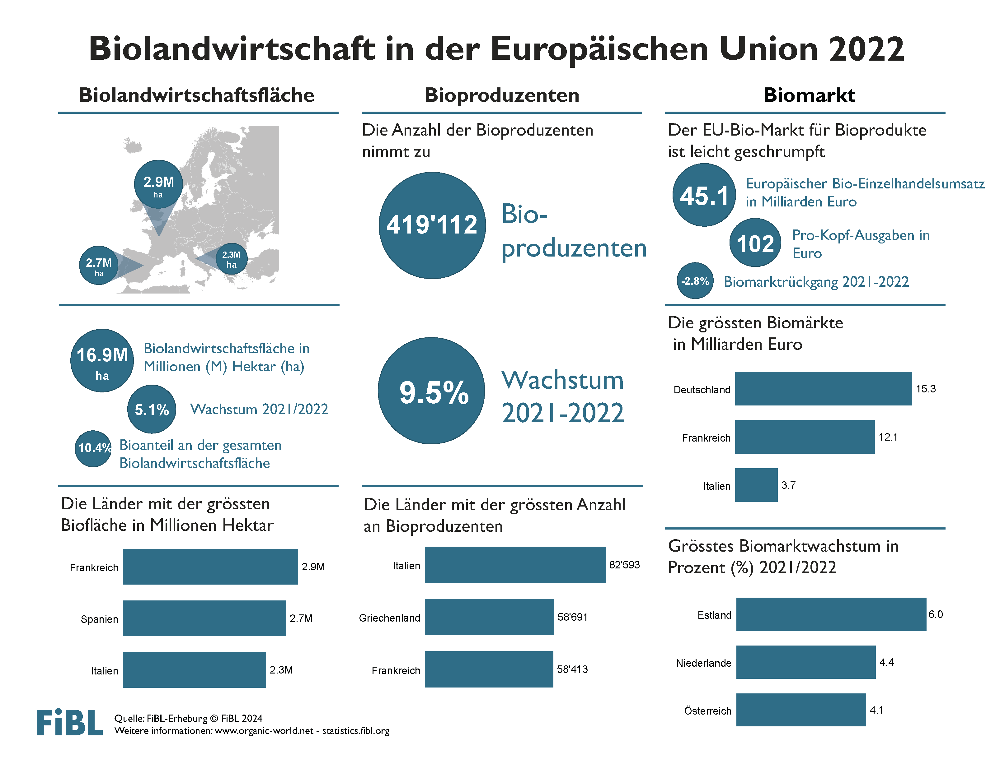 Biolandwirtschaft in der Europäischen Union 2022
Biolandwirtschaftsfläche
2.9M
ha
2.7M
ha
2.3M
ha
16.9M
ha
Biolandwirtschaftsfläche in
Millionen (M) Hektar (ha)
5.1%
Wachstum 2021/2022
10.4%
Bioanteil an der gesamten
Biolandwirtschaftsfläche
Die Länder mit der grössten
Biofläche in Millionen Hektar
Frankreich 2.9M
Spanien 2.7M
Italien 2.3M
Bioproduzenten
Die Anzahl der Bioproduzenten
nimmt zu
419'112
Bio-
produzenten
9.5%
Wachstum
2021-2022
Die Länder mit der grössten Anzahl
an Bioproduzenten
Italien 82'593
Griechenland 58'691
Frankreich 58'413
Biomarkt
Der EU-Bio-Markt für Bioprodukte
ist leicht geschrumpft
45.1
Europäischer Bio-Einzelhandelsumsatz
in Milliarden Euro
102
Pro-Kopf-Ausgaben in
Euro
-2.8%
Biomarktrückgang 2021-2022
Die grössten Biomärkte
in Milliarden Euro
Deutschland 15.3
Frankreich 12.1
Italien 3.7
Grösstes Biomarktwachstum in
Prozent (%) 2021/2022
Estland 6.0
Niederlande 4.4
Österreich 4.1
FiBL
Quelle: FiBL-Erhebung © FiBL 2024
Weitere informationen: www.organic-world.net - statistics.fibl.org